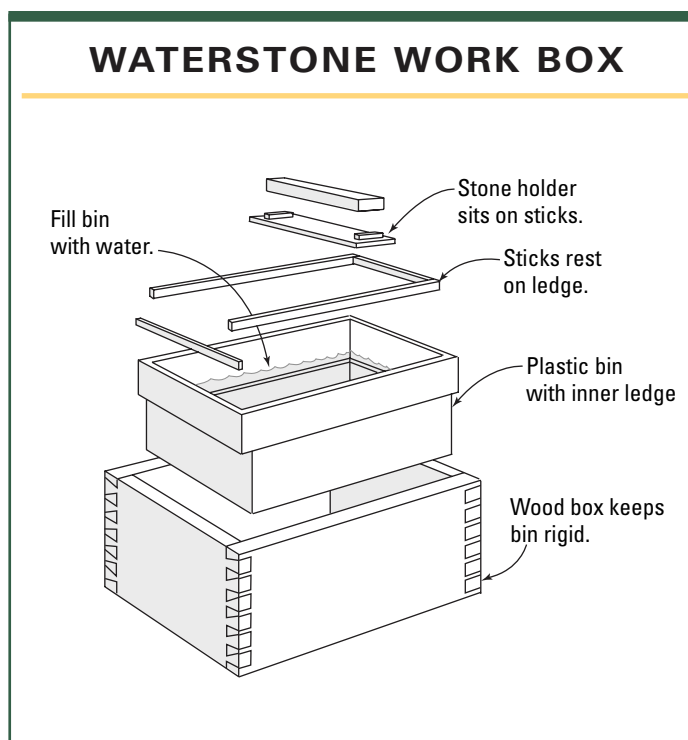 WATERSTONE WORK BOX
Stone holder
sits on sticks.
Fill bin
with water.
Sticks rest
on ledge.
Plastic bin
with inner ledge
Wood box keeps
bin rigid.